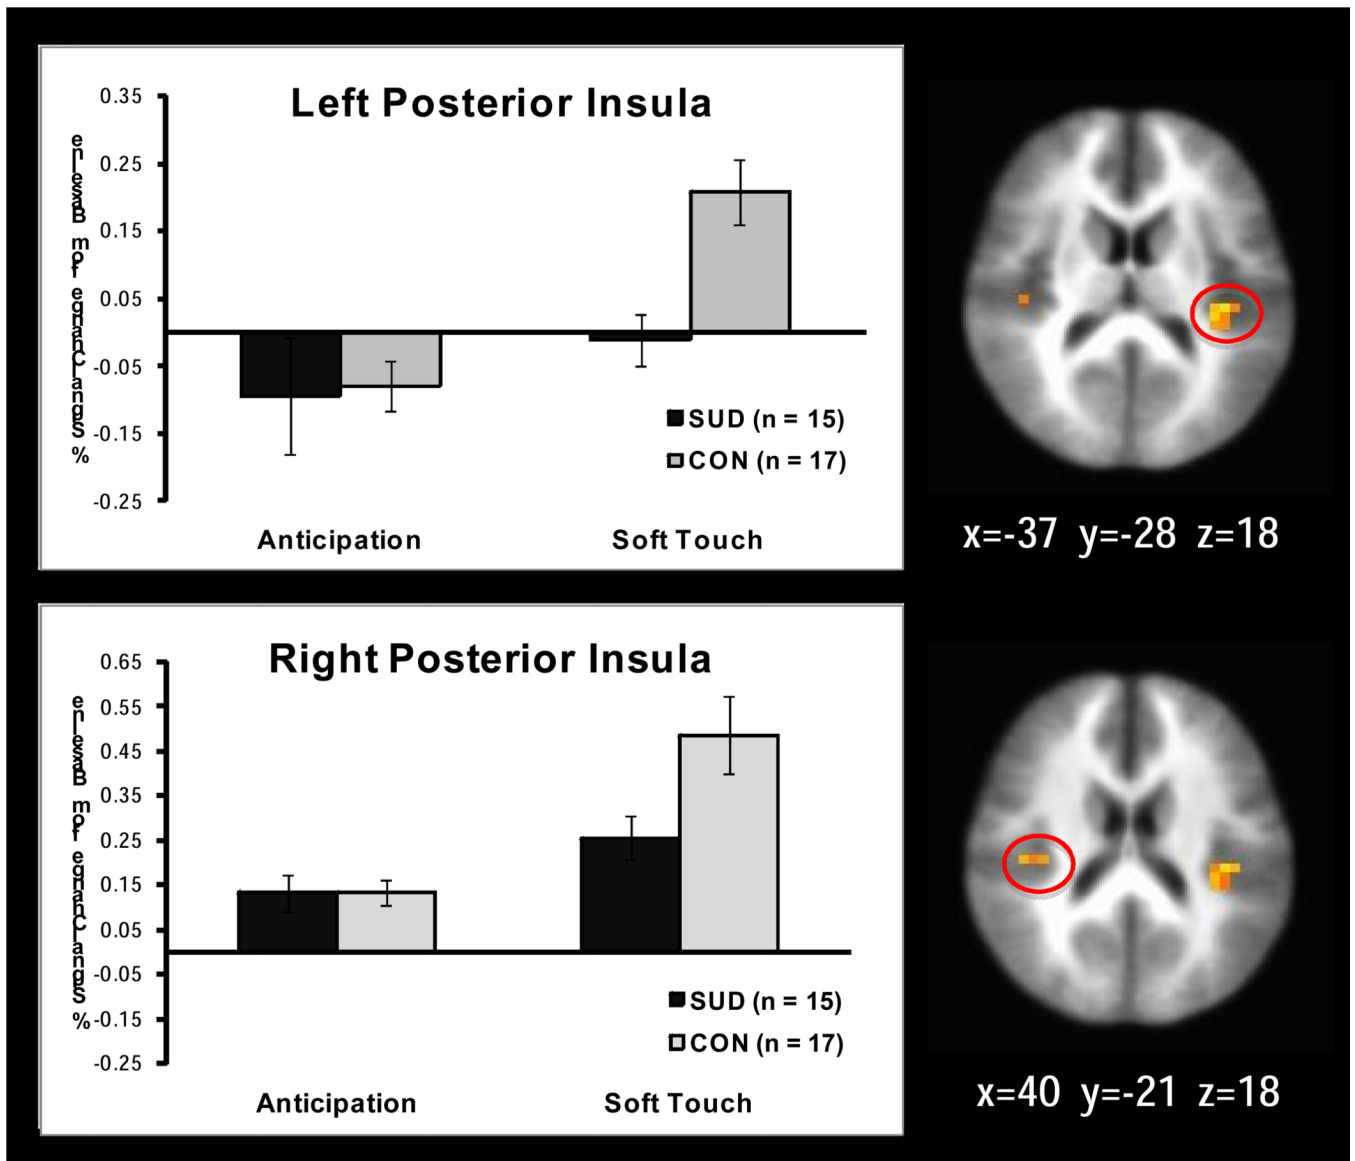 Left Posterior Insula
% Signal Change from Baseline
0.35
0.25
0.15
0.05
-0.05
-0.15
-0.25
SUD (n = 15)
CON (n = 17)
Anticipation Soft Touch
x=-37 y=-28 z=18
Right Posterior Insula
% Signal Change from Baseline
0.65
0.55
0.45
0.35
0.25
0.15
0.05
-0.05
-0.15
-0.25
SUD (n = 15)
CON (n = 17)
Anticipation Soft Touch
x=40 y=-21 z=18